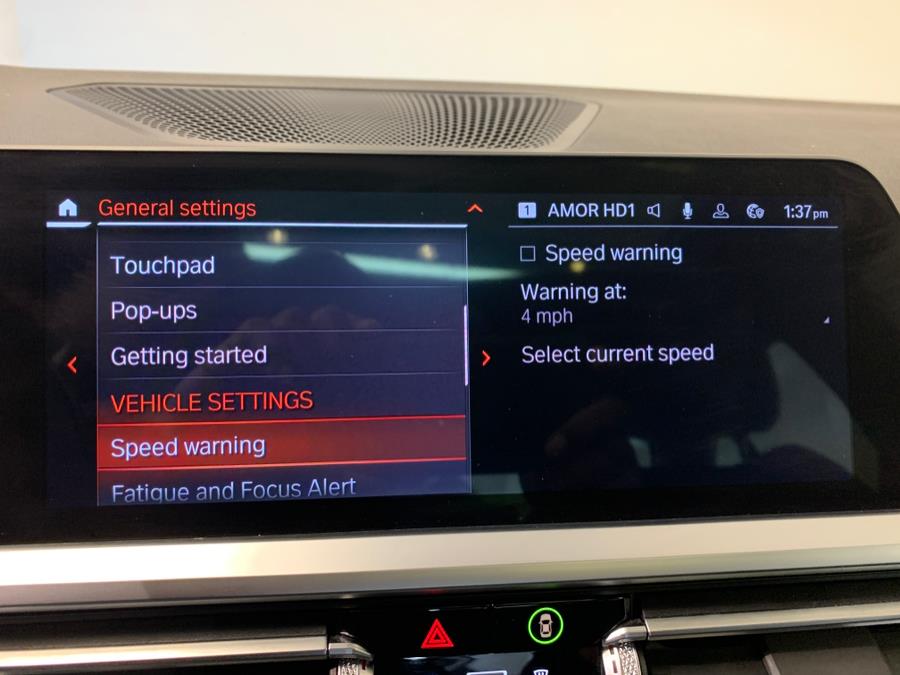 General settings
1 AMOR HD1 1:37pm
Touchpad
Pop-ups
Getting started
VEHICLE SETTINGS
Speed warning
Fatigue and Focus Alert
Speed warning
Warning at:
4 mph
Select current speed